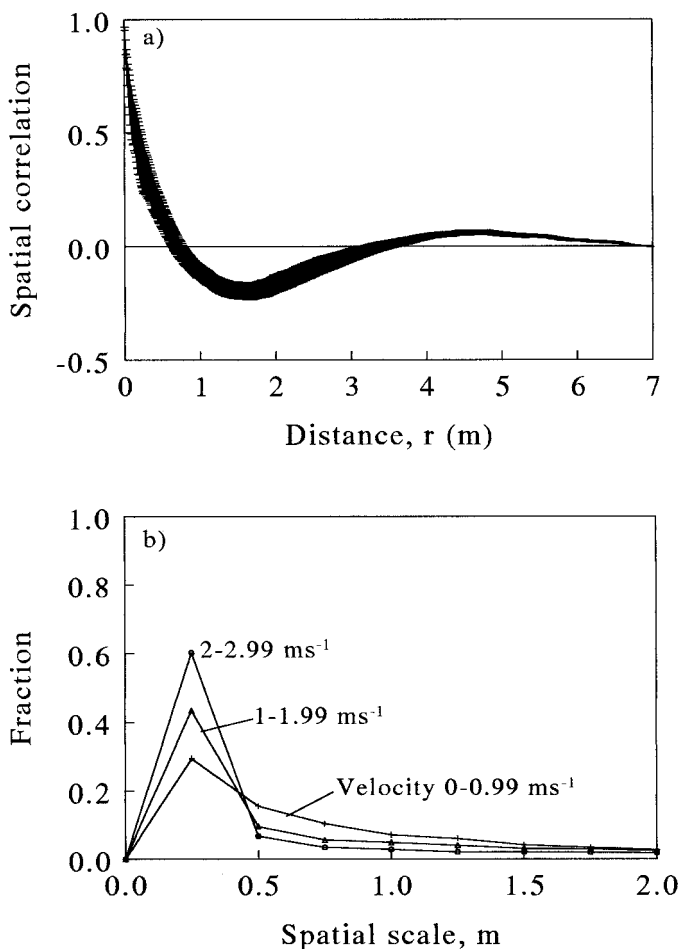 1.0
a)
0.5
0.0
-0.5
Spatial correlation
0 1 2 3 4 5 6 7
Distance, r (m)
1.0
b)
0.8
0.6
2-2.99 ms⁻¹
1-1.99 ms⁻¹
0.4
Velocity 0-0.99 ms⁻¹
0.2
0.0
Fraction
0.0 0.5 1.0 1.5 2.0
Spatial scale, m